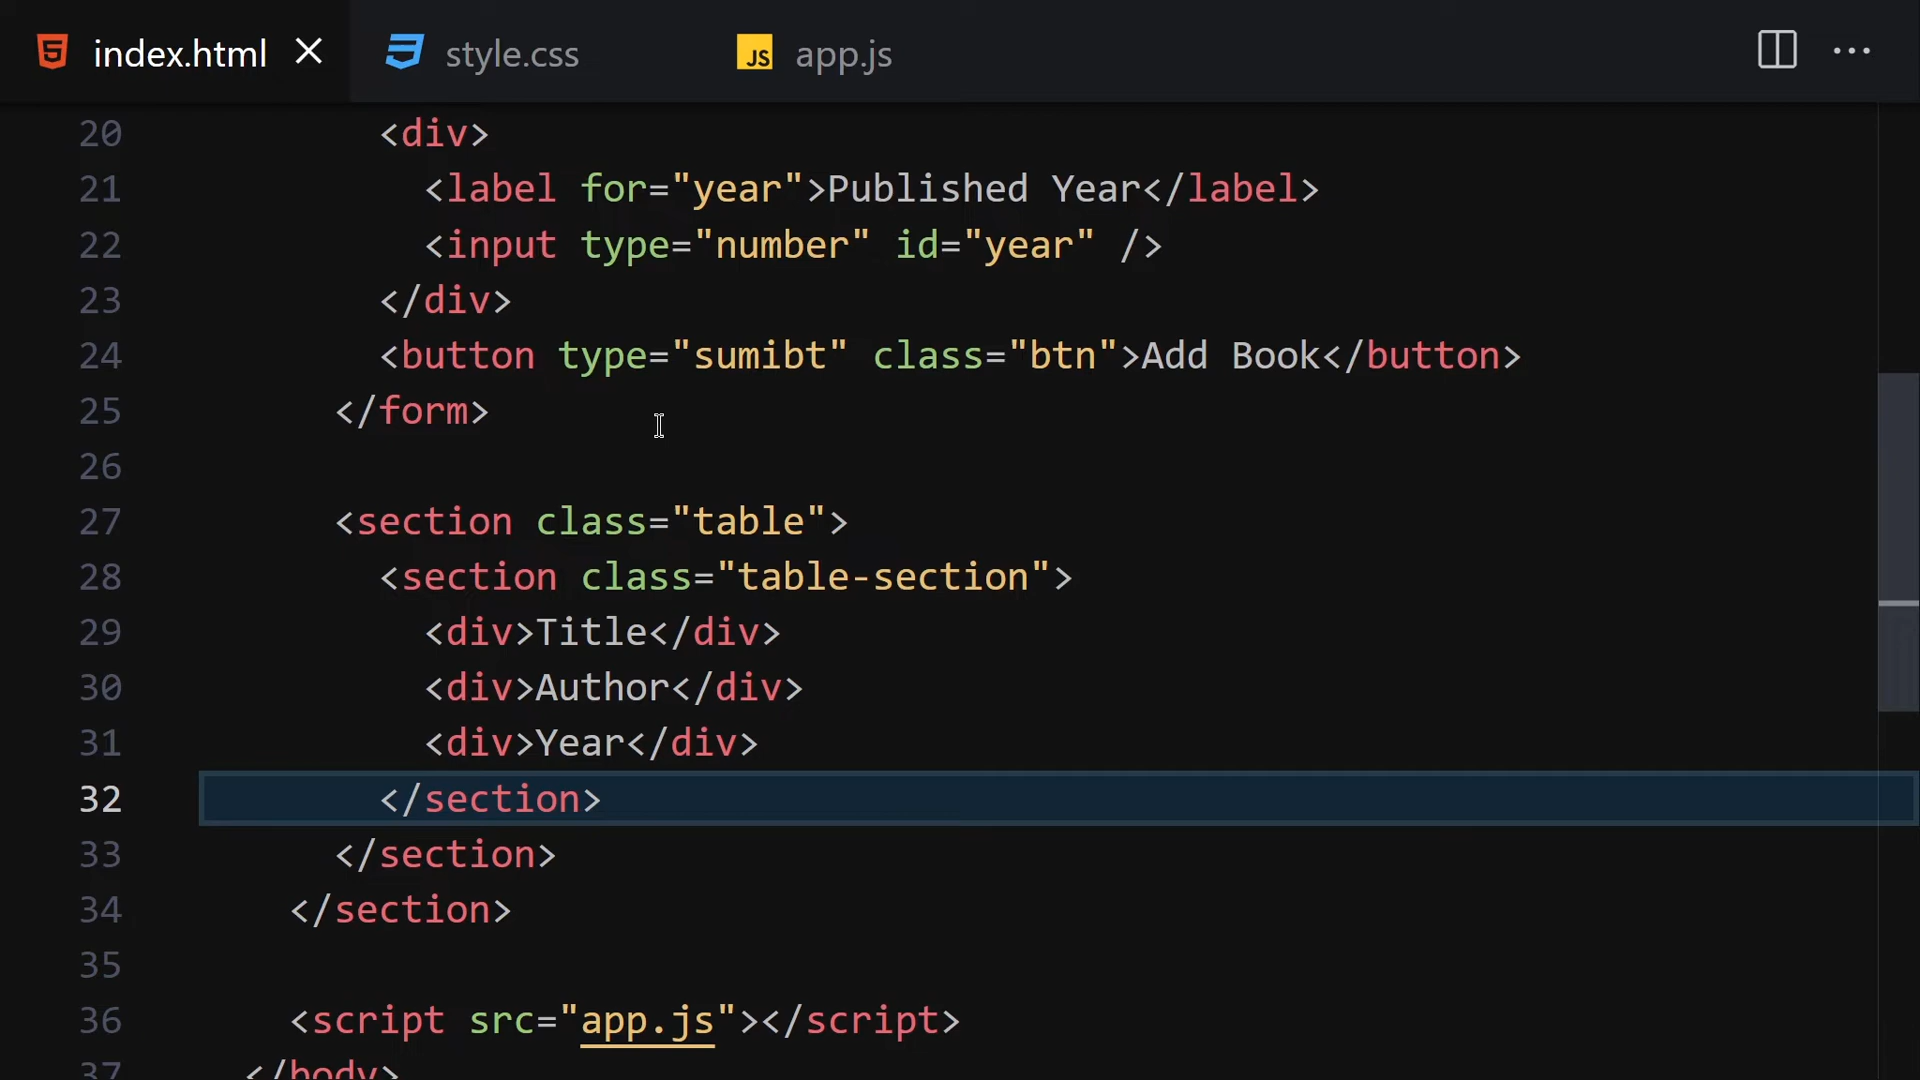 index.html style.css JS app.js
20 <div>
21 <label for="year">Published Year</label>
22 <input type="number" id="year" />
23 </div>
24 <button type="sumibt" class="btn">Add Book</button>
25 </form>
26
27 <section class="table">
28 <section class="table-section">
29 <div>Title</div>
30 <div>Author</div>
31 <div>Year</div>
32 </section>
33 </section>
34 </section>
35
36 <script src="app.js"></script>
37 </body>